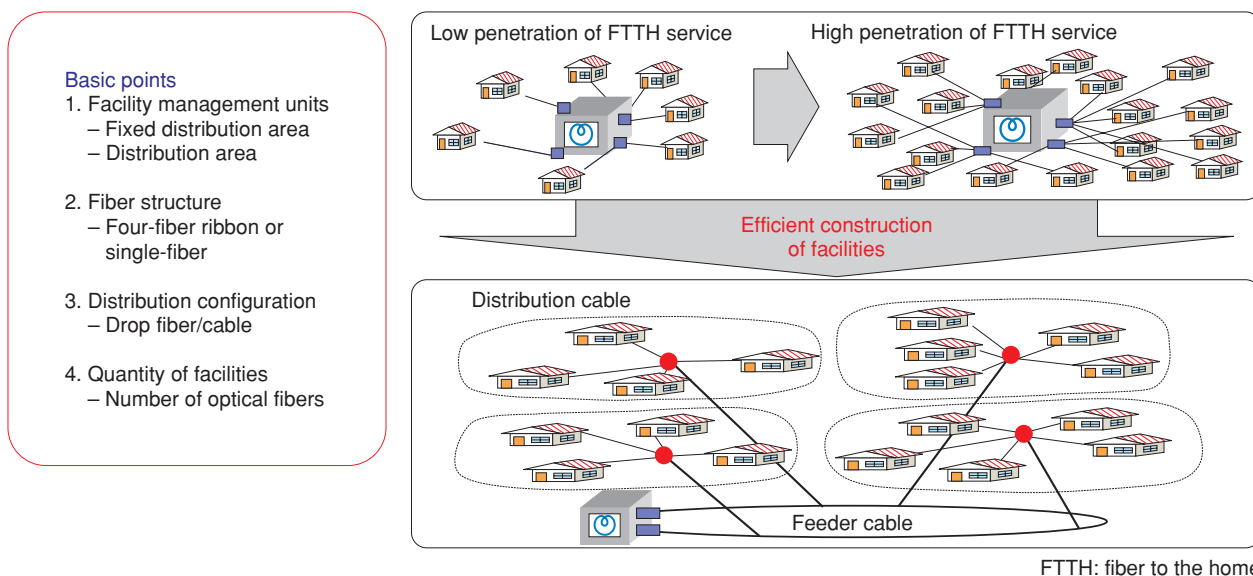 Basic points
1. Facility management units
– Fixed distribution area
– Distribution area
2. Fiber structure
– Four-fiber ribbon or
single-fiber
3. Distribution configuration
– Drop fiber/cable
4. Quantity of facilities
– Number of optical fibers
Low penetration of FTTH service
High penetration of FTTH service
Efficient construction
of facilities
Distribution cable
Feeder cable
FTTH: fiber to the home